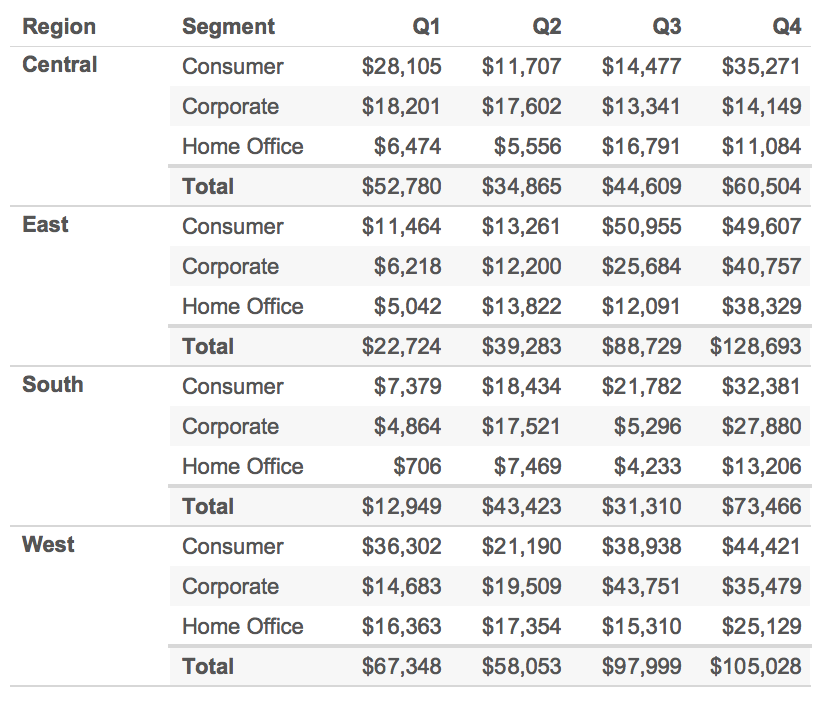 Region Segment Q1 Q2 Q3 Q4
Central Consumer $28,105 $11,707 $14,477 $35,271
Corporate $18,201 $17,602 $13,341 $14,149
Home Office $6,474 $5,556 $16,791 $11,084
Total $52,780 $34,865 $44,609 $60,504
East Consumer $11,464 $13,261 $50,955 $49,607
Corporate $6,218 $12,200 $25,684 $40,757
Home Office $5,042 $13,822 $12,091 $38,329
Total $22,724 $39,283 $88,729 $128,693
South Consumer $7,379 $18,434 $21,782 $32,381
Corporate $4,864 $17,521 $5,296 $27,880
Home Office $706 $7,469 $4,233 $13,206
Total $12,949 $43,423 $31,310 $73,466
West Consumer $36,302 $21,190 $38,938 $44,421
Corporate $14,683 $19,509 $43,751 $35,479
Home Office $16,363 $17,354 $15,310 $25,129
Total $67,348 $58,053 $97,999 $105,028